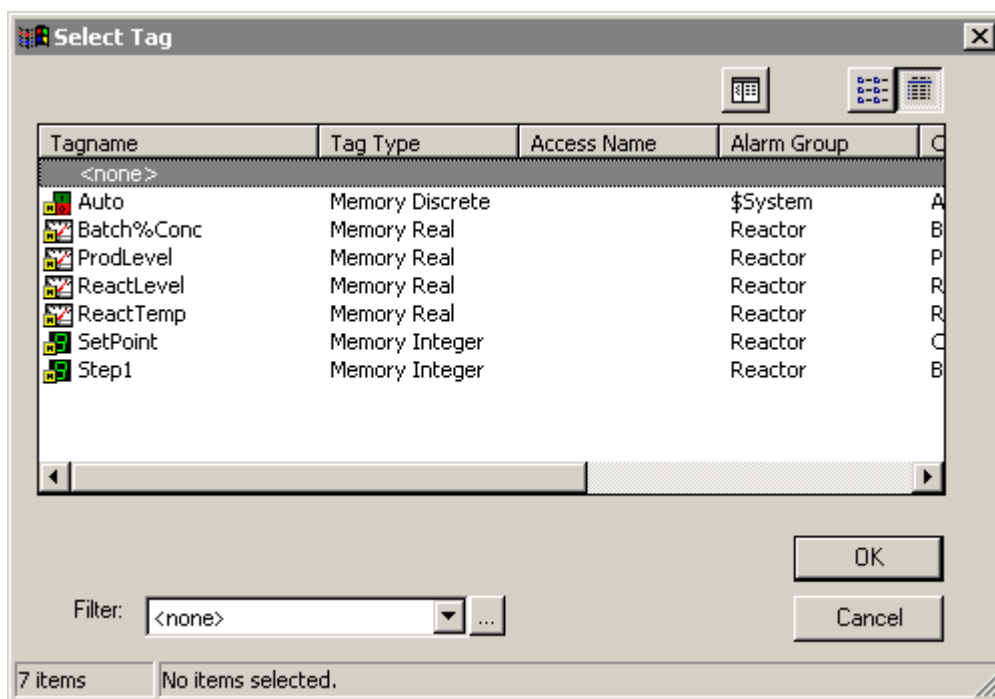 Select Tag
Tagname Tag Type Access Name Alarm Group C
<none>
Auto Memory Discrete $System A
Batch%Conc Memory Real Reactor B
ProdLevel Memory Real Reactor P
ReactLevel Memory Real Reactor R
ReactTemp Memory Real Reactor R
SetPoint Memory Integer Reactor C
Step1 Memory Integer Reactor B
OK
Filter: <none> ...
Cancel
7 items No items selected.